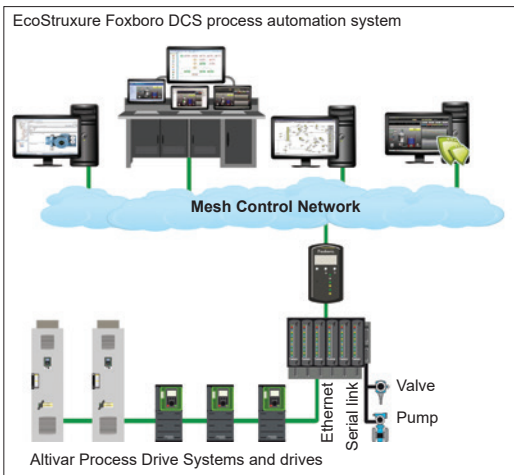 EcoStruxure Foxboro DCS process automation system
Mesh Control Network
Ethernet
Serial link
Valve
Pump
Altivar Process Drive Systems and drives